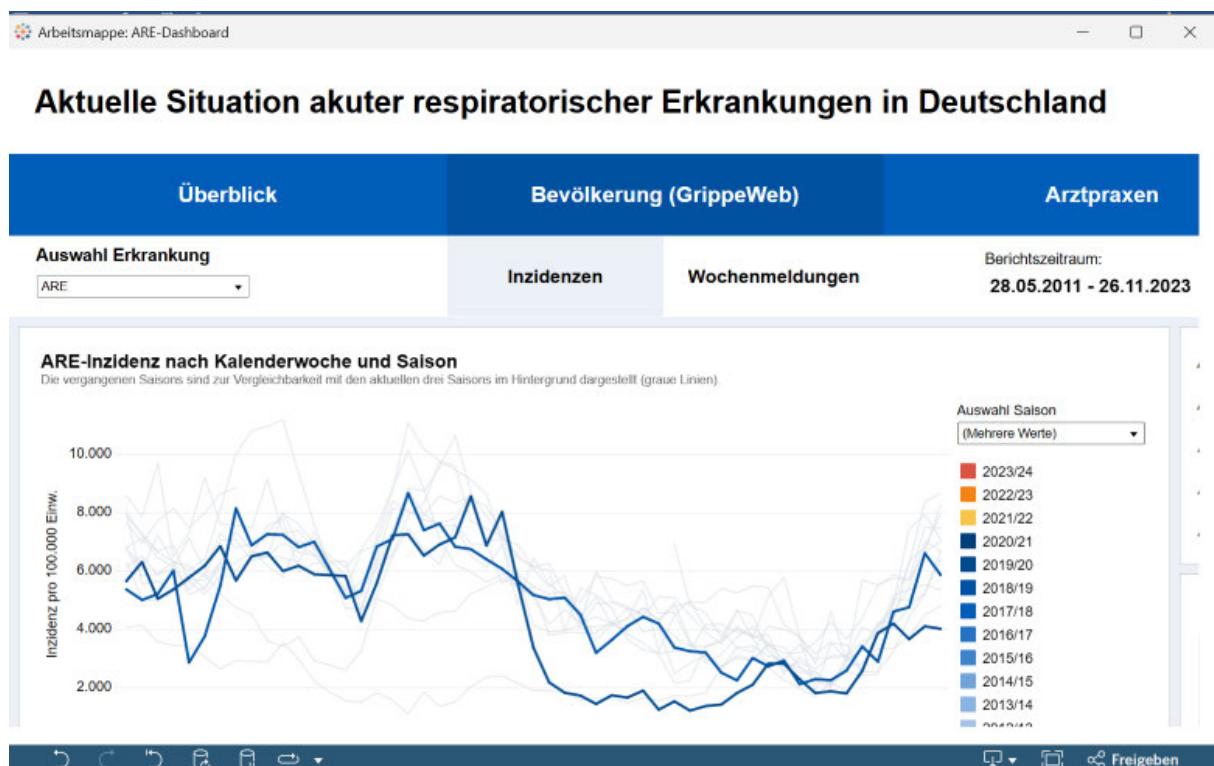 Arbeitsmappe: ARE-Dashboard
Aktuelle Situation akuter respiratorischer Erkrankungen in Deutschland
Überblick
Bevölkerung (GrippeWeb)
Arztpraxen
Auswahl Erkrankung
ARE
Inzidenzen
Wochenmeldungen
Berichtszeitraum:
28.05.2011 - 26.11.2023
ARE-Inzidenz nach Kalenderwoche und Saison
Die vergangenen Saisons sind zur Vergleichbarkeit mit den aktuellen drei Saisons im Hintergrund dargestellt (graue Linien).
Auswahl Saison
(Mehrere Werte)
Inzidenz pro 100.000 Einw.
10.000
8.000
6.000
4.000
2.000
2023/24
2022/23
2021/22
2020/21
2019/20
2018/19
2017/18
2016/17
2015/16
2014/15
2013/14
Freigeben